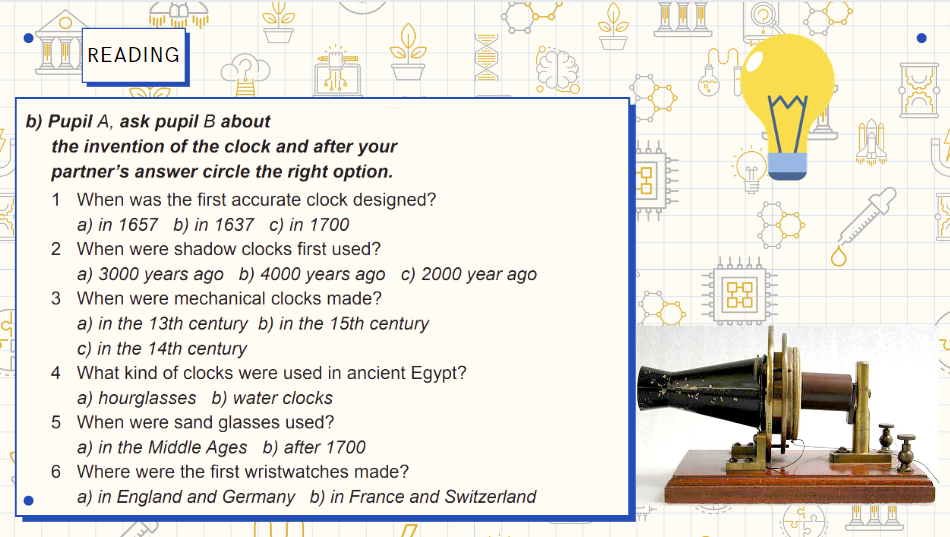 READING
b) Pupil A, ask pupil B about
the invention of the clock and after your
partner's answer circle the right option.
1 When was the first accurate clock designed?
a) in 1657 b) in 1637 c) in 1700
2 When were shadow clocks first used?
a) 3000 years ago b) 4000 years ago c) 2000 year ago
3 When were mechanical clocks made?
a) in the 13th century b) in the 15th century
c) in the 14th century
4 What kind of clocks were used in ancient Egypt?
a) hourglasses b) water clocks
5 When were sand glasses used?
a) in the Middle Ages b) after 1700
6 Where were the first wristwatches made?
a) in England and Germany b) in France and Switzerland